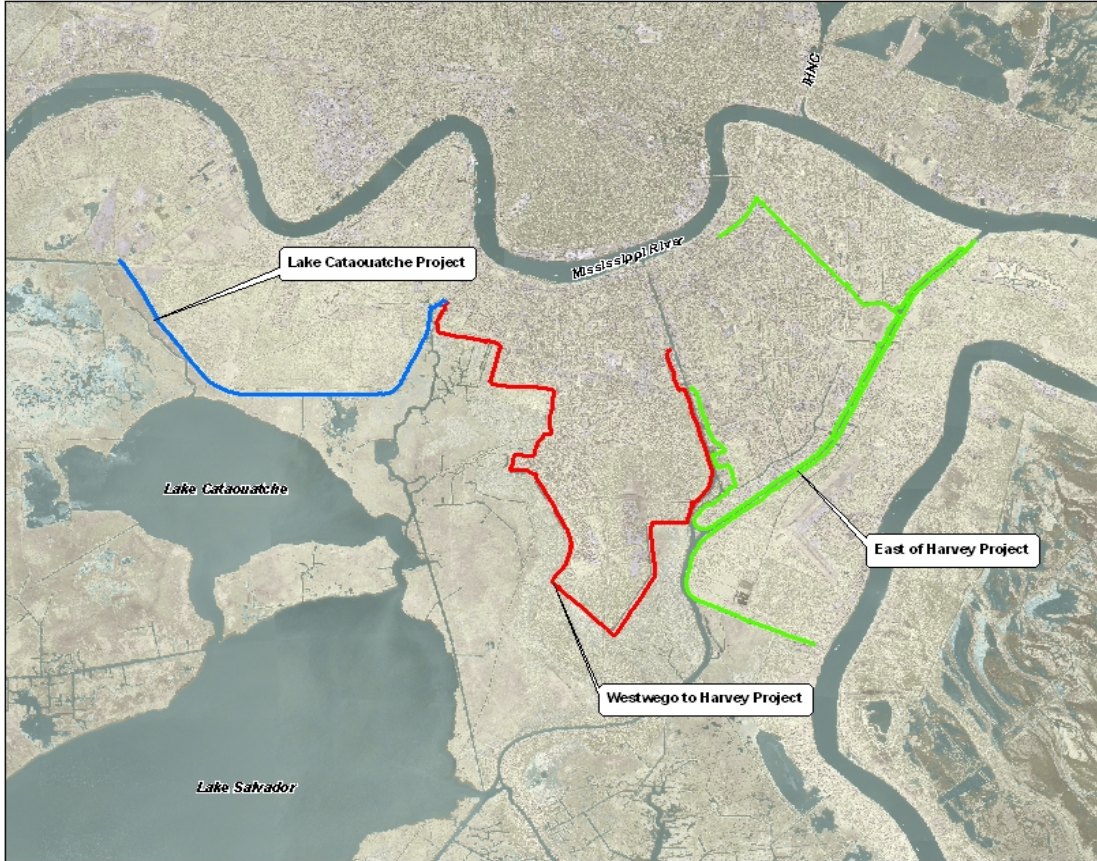 IHNC
Mississippi River
Lake Cataouatche Project
Lake Cataouatche
East of Harvey Project
Westwego to Harvey Project
Lake Salvador